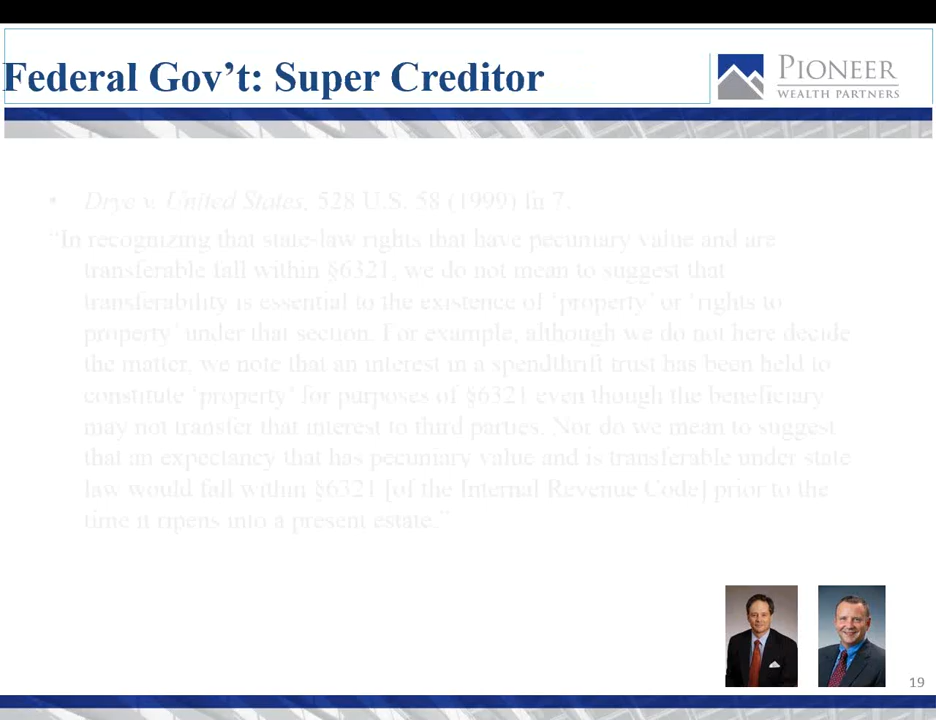 Federal Gov’t: Super Creditor
PIONEER
WEALTH PARTNERS
• Drye v. United States, 528 U.S. 58 (1999) fn 7.
“In recognizing that state-law rights that have pecuniary value and are
transferable fall within §6321, we do not mean to suggest that
transferability is essential to the existence of ‘property’ or ‘rights to
property’ under that section. For example, although we do not here decide
the matter, we note that an interest in a spendthrift trust has been held to
constitute ‘property’ for purposes of §6321 even though the beneficiary
may not transfer that interest to third parties. Nor do we mean to suggest
that an expectancy that has pecuniary value and is transferable under state
law would fall within §6321 [of the Internal Revenue Code] prior to the
time it ripens into a present estate.”
19